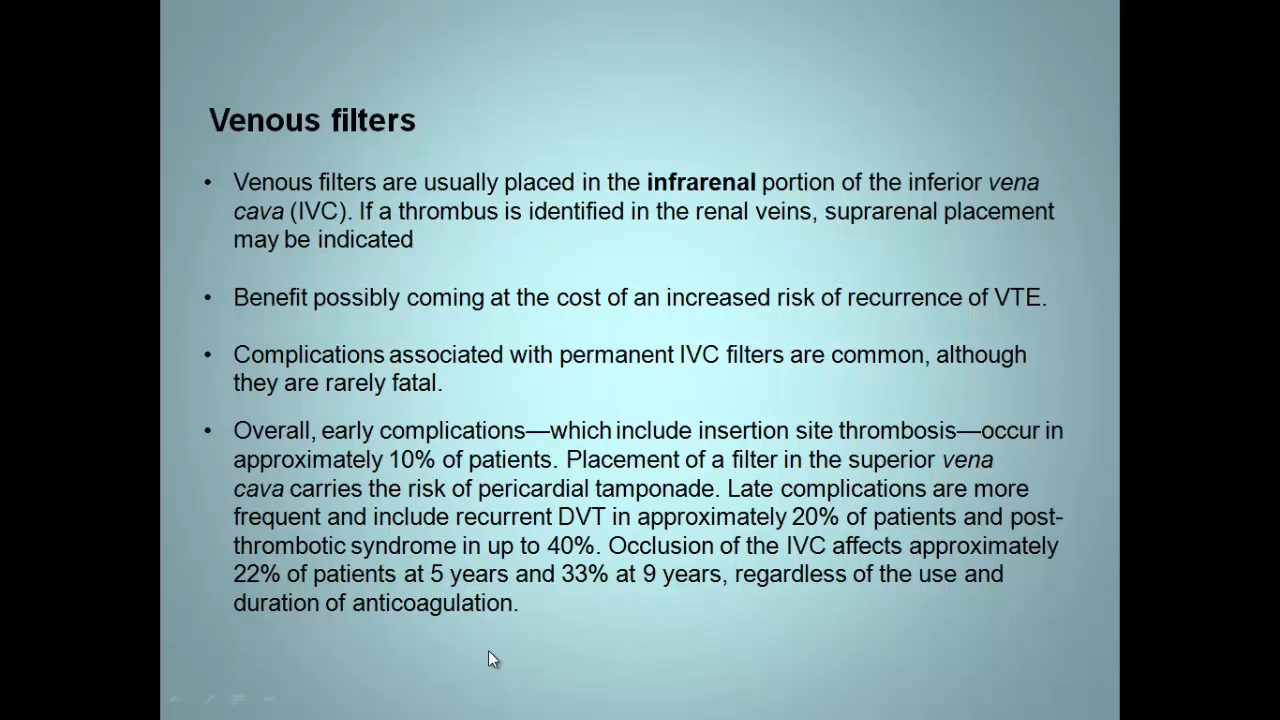 Venous filters
• Venous filters are usually placed in the infrarenal portion of the inferior vena
cava (IVC). If a thrombus is identified in the renal veins, suprarenal placement
may be indicated
• Benefit possibly coming at the cost of an increased risk of recurrence of VTE.
• Complications associated with permanent IVC filters are common, although
they are rarely fatal.
• Overall, early complications—which include insertion site thrombosis—occur in
approximately 10% of patients. Placement of a filter in the superior vena
cava carries the risk of pericardial tamponade. Late complications are more
frequent and include recurrent DVT in approximately 20% of patients and post-
thrombotic syndrome in up to 40%. Occlusion of the IVC affects approximately
22% of patients at 5 years and 33% at 9 years, regardless of the use and
duration of anticoagulation.